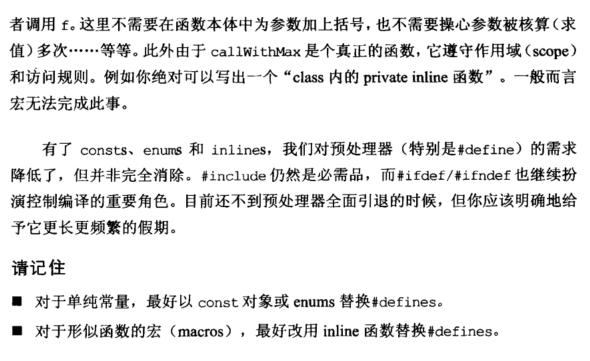 者调用 f。这里不需要在函数本体中为参数加上括号，也不需要操心参数被核算（求
值）多次……等等。此外由于 callWithMax 是个真正的函数，它遵守作用域（scope）
和访问规则。例如你绝对可以写出一个“class 内的 private inline 函数”。一般而言
宏无法完成此事。
有了 consts、enums 和 inlines，我们对预处理器（特别是#define）的需求
降低了，但并非完全消除。#include 仍然是必需品，而#ifdef/#ifndef 也继续扮
演控制编译的重要角色。目前还不到预处理器全面引退的时候，但你应该明确地给
予它更长更频繁的假期。
请记住
■ 对于单纯常量，最好以 const 对象或 enums 替换#defines。
■ 对于形似函数的宏（macros），最好改用 inline 函数替换#defines。